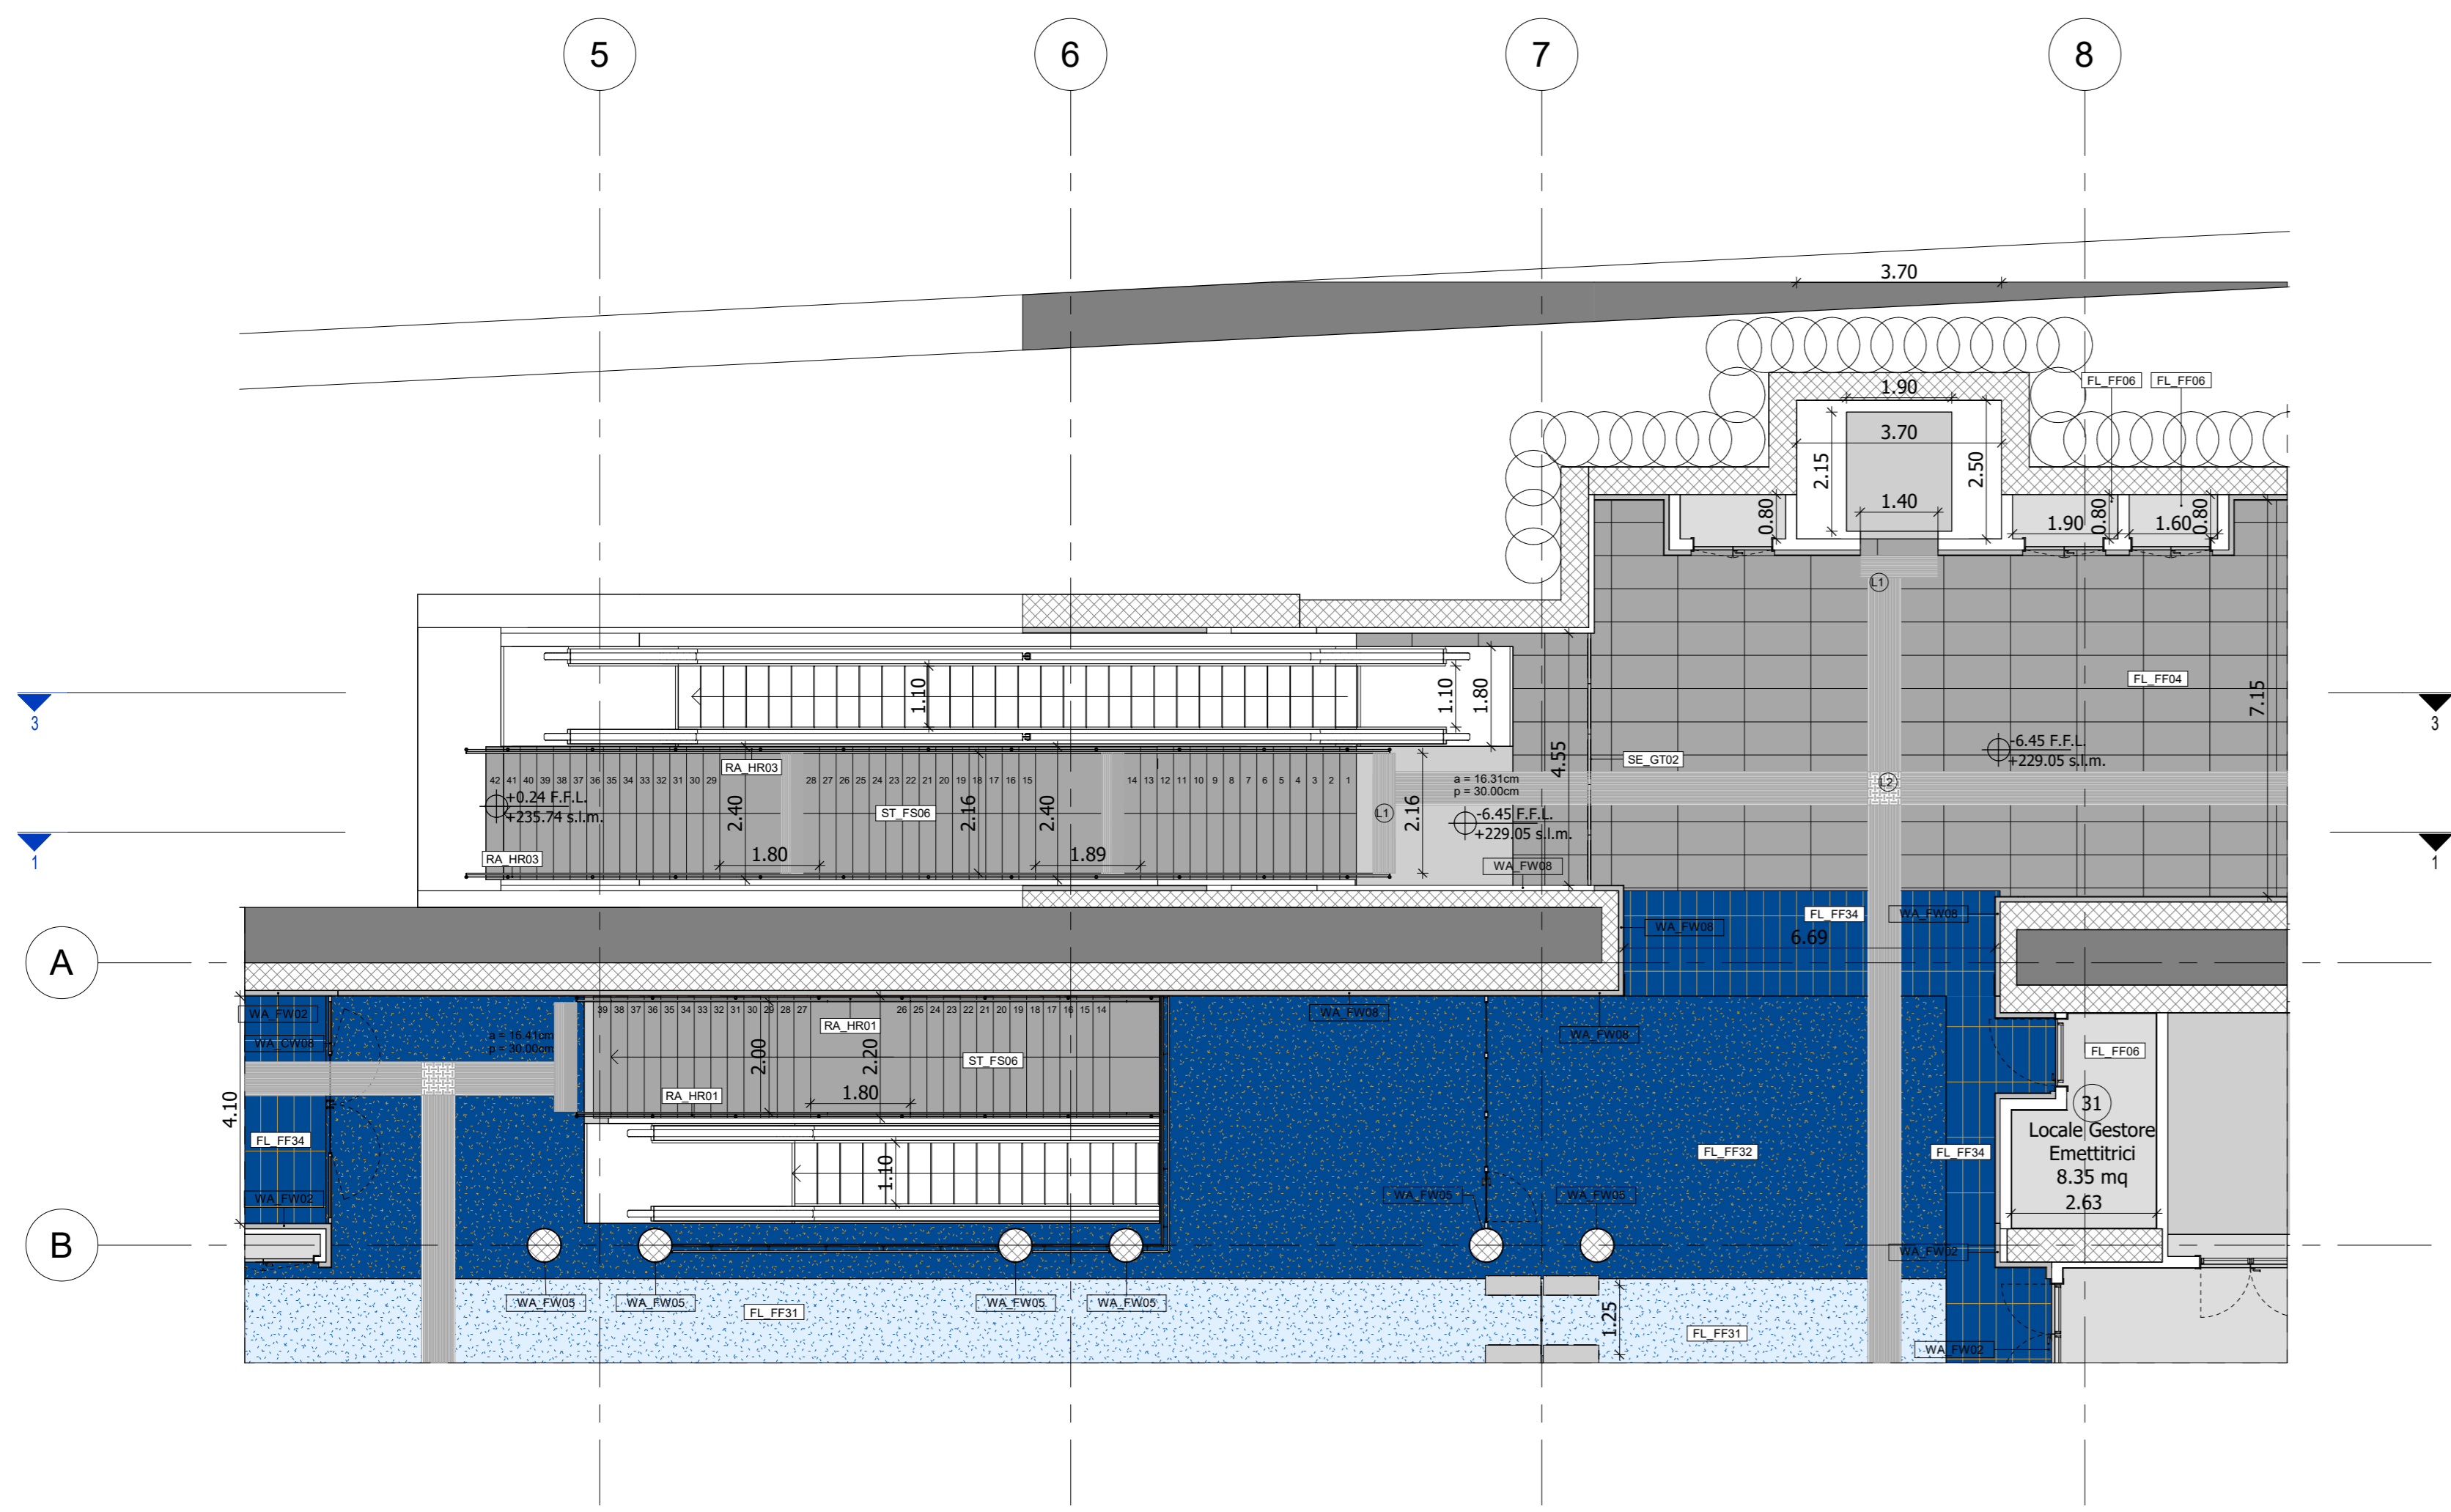 5
6
7
8
3.70
1.90
FL_FF06
FL_FF06
3.70
2.15
2.50
1.40
0.80
1.90
0.80
1.60
0.80
L1
FL_FF04
7.15
1.10
1.10
1.80
3
3
-6.45 F.F.L.
+229.05 s.l.m.
4.55
SE_GT02
RA_HR03
42 41 40 39 38 37 36 35 34 33 32 31 30 29
28 27 26 25 24 23 22 21 20 19 18 17 16 15
14 13 12 11 10 9 8 7 6 5 4 3 2 1
a = 16.31cm
p = 30.00cm
L2
+0.24 F.F.L.
+235.74 s.l.m.
2.40
ST_FS06
2.16
2.40
L1
2.16
-6.45 F.F.L.
+229.05 s.l.m.
1
1
RA_HR03
1.80
1.89
WA_FW08
FL_FF34
WA_FW08
WA_FW08
6.69
A
WA_FW02
39 38 37 36 35 34 33 32 31 30 29 28 27
26 25 24 23 22 21 20 19 18 17 16 15 14
WA_FW08
RA_HR01
WA_FW08
WA_CW08
a = 16.41cm
p = 30.00cm
2.00
2.20
ST_FS06
FL_FF06
1.80
RA_HR01
4.10
31
Locale Gestore
Emettitrici
8.35 mq
2.63
FL_FF34
FL_FF32
FL_FF34
1.10
WA_FW02
WA_FW05
WA_FW05
B
WA_FW02
WA_FW05
WA_FW05
FL_FF31
WA_FW05
WA_FW05
1.25
FL_FF31
WA_FW02